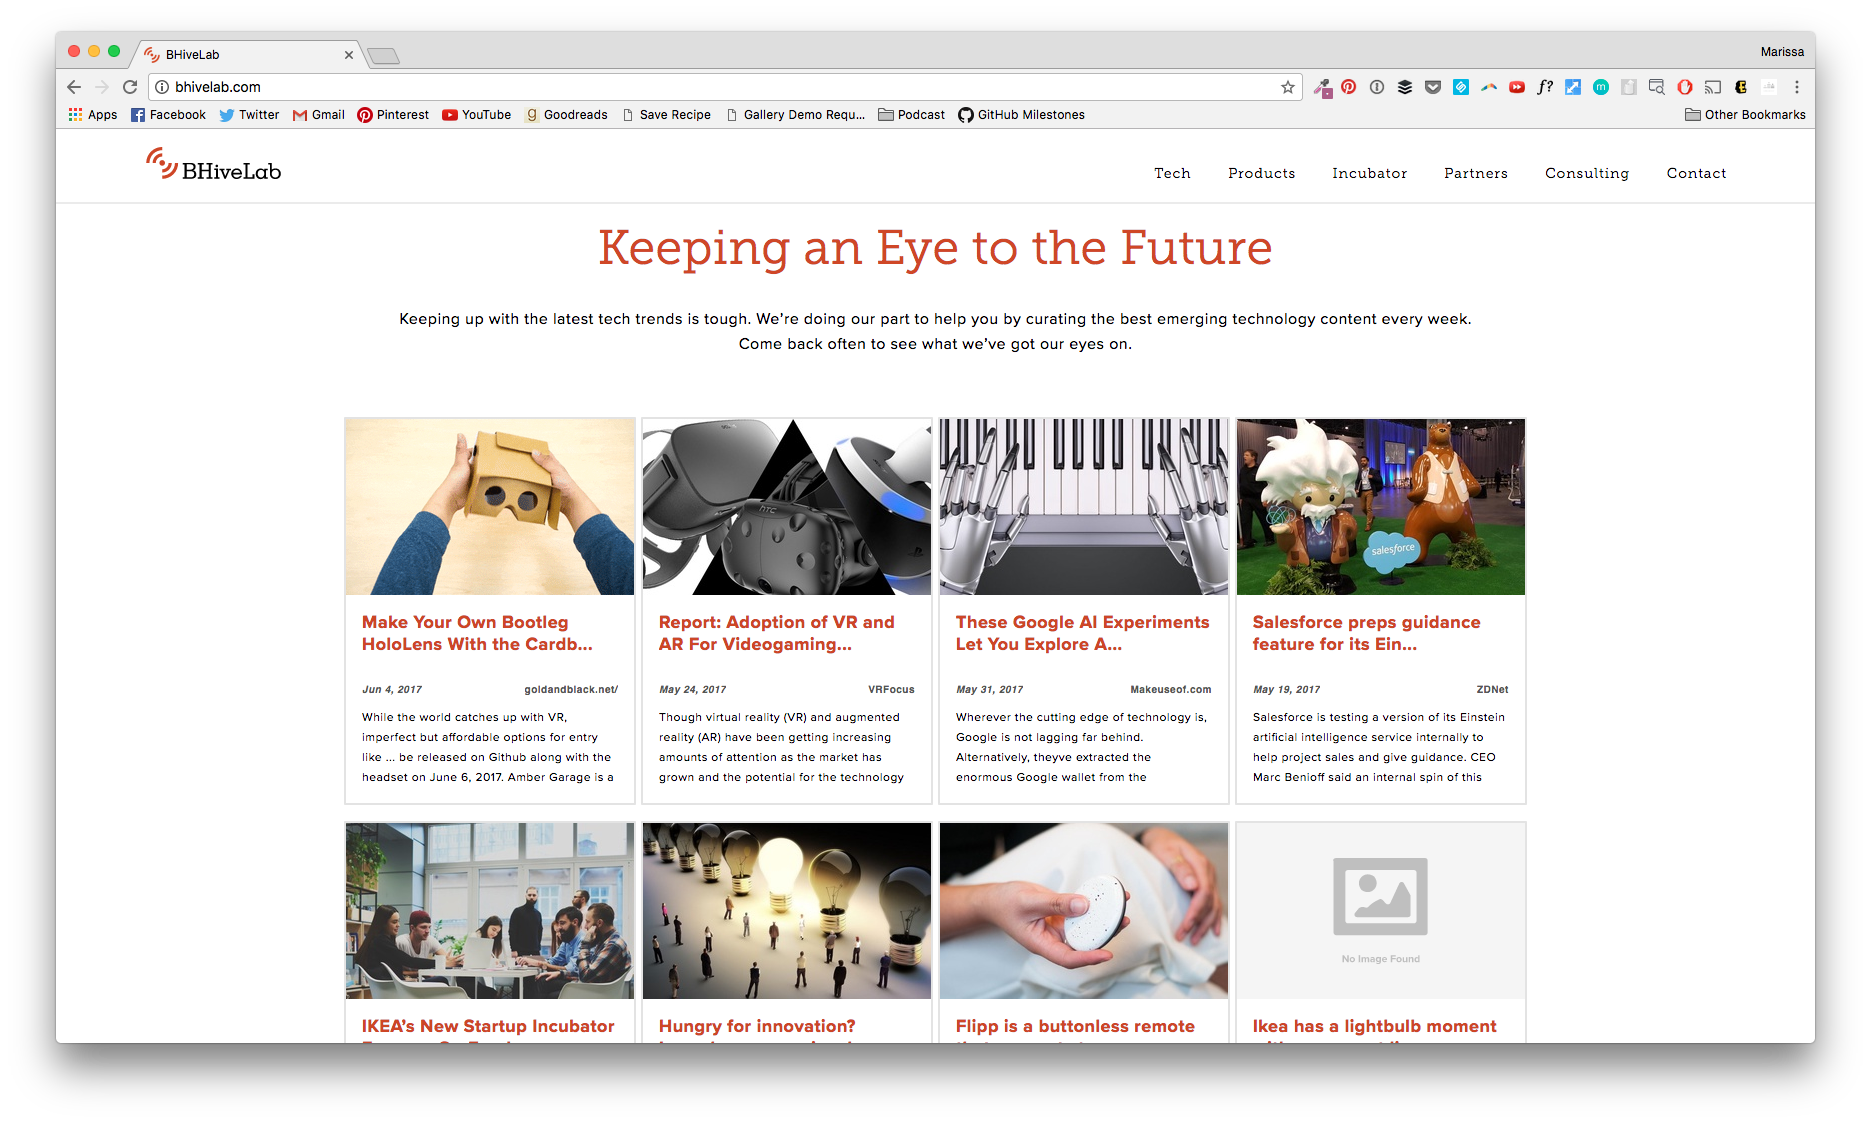 BHiveLab
Marissa
bhivelab.com
f?
m
Apps Facebook Twitter Gmail Pinterest YouTube Goodreads Save Recipe Gallery Demo Requ... Podcast GitHub Milestones Other Bookmarks
BHiveLab
Tech Products Incubator Partners Consulting Contact
Keeping an Eye to the Future
Keeping up with the latest tech trends is tough. We’re doing our part to help you by curating the best emerging technology content every week.
Come back often to see what we’ve got our eyes on.
hTC
salesforce
Make Your Own Bootleg
HoloLens With the Cardb...
Jun 4, 2017 goldandblack.net/
While the world catches up with VR,
imperfect but affordable options for entry
like ... be released on Github along with the
headset on June 6, 2017. Amber Garage is a
Report: Adoption of VR and
AR For Videogaming...
May 24, 2017 VRFocus
Though virtual reality (VR) and augmented
reality (AR) have been getting increasing
amounts of attention as the market has
grown and the potential for the technology
These Google AI Experiments
Let You Explore A...
May 31, 2017 Makeuseof.com
Wherever the cutting edge of technology is,
Google is not lagging far behind.
Alternatively, theyve extracted the
enormous Google wallet from the
Salesforce preps guidance
feature for its Ein...
May 19, 2017 ZDNet
Salesforce is testing a version of its Einstein
artificial intelligence service internally to
help project sales and give guidance. CEO
Marc Benioff said an internal spin of this
No Image Found
IKEA’s New Startup Incubator
Hungry for innovation?
Flipp is a buttonless remote
Ikea has a lightbulb moment